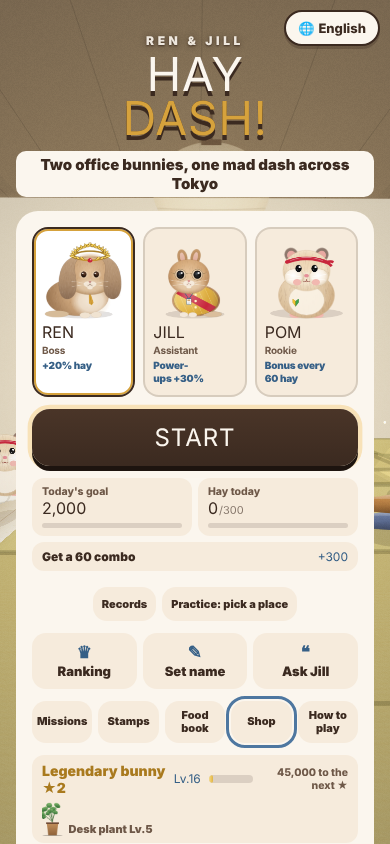 🌐 English
REN & JILL
HAY
DASH!
Two office bunnies, one mad dash across
Tokyo
REN
Boss
+20% hay
JILL
Assistant
Power-
ups +30%
POM
Rookie
Bonus every
60 hay
START
Today's goal
2,000
Hay today
0/300
Get a 60 combo
+300
Records
Practice: pick a place
♛
Ranking
✎
Set name
❝
Ask Jill
Missions
Stamps
Food
book
Shop
How to
play
Legendary bunny
★2
Lv.16
45,000 to the
next ★
Desk plant Lv.5